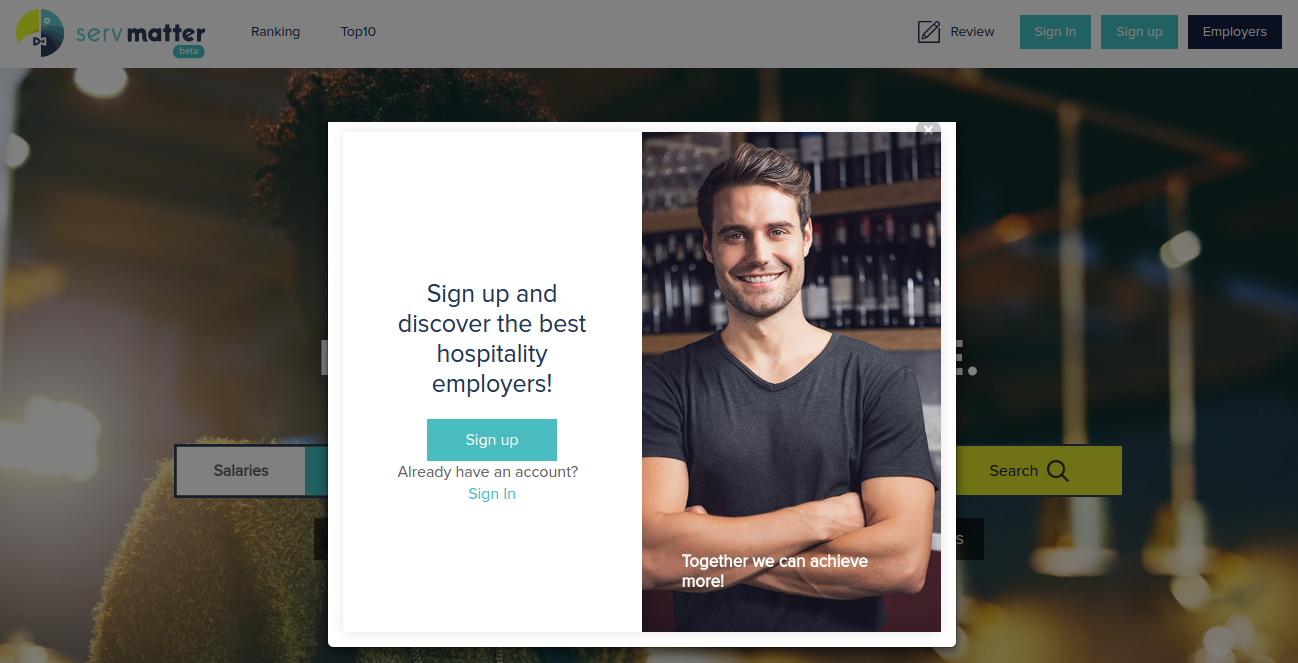 servmatter
beta
Ranking
Top10
Review
Sign In
Sign up
Employers
Sign up and
discover the best
hospitality
employers!
Sign up
Already have an account?
Sign In
Together we can achieve
more!
Salaries
Search